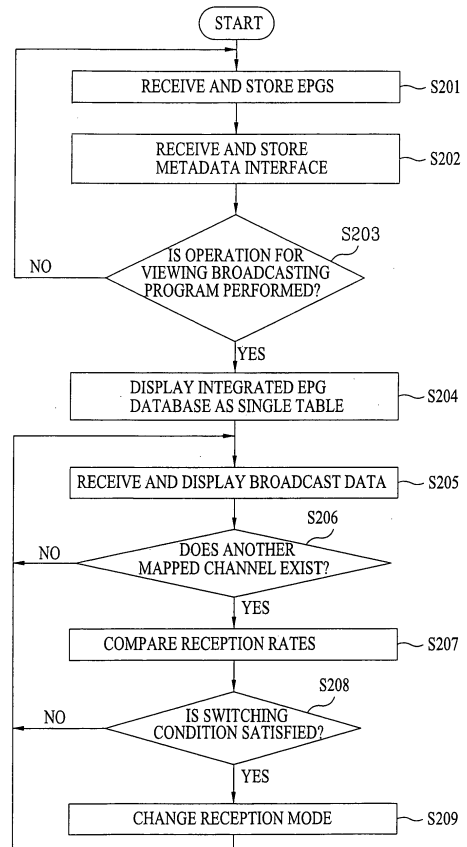 START
RECEIVE AND STORE EPGS
S201
RECEIVE AND STORE
METADATA INTERFACE
S202
S203
IS OPERATION FOR
VIEWING BROADCASTING
PROGRAM PERFORMED?
NO
YES
DISPLAY INTEGRATED EPG
DATABASE AS SINGLE TABLE
S204
RECEIVE AND DISPLAY BROADCAST DATA
S205
S206
DOES ANOTHER
MAPPED CHANNEL EXIST?
NO
YES
COMPARE RECEPTION RATES
S207
S208
IS SWITCHING
CONDITION SATISFIED?
NO
YES
CHANGE RECEPTION MODE
S209